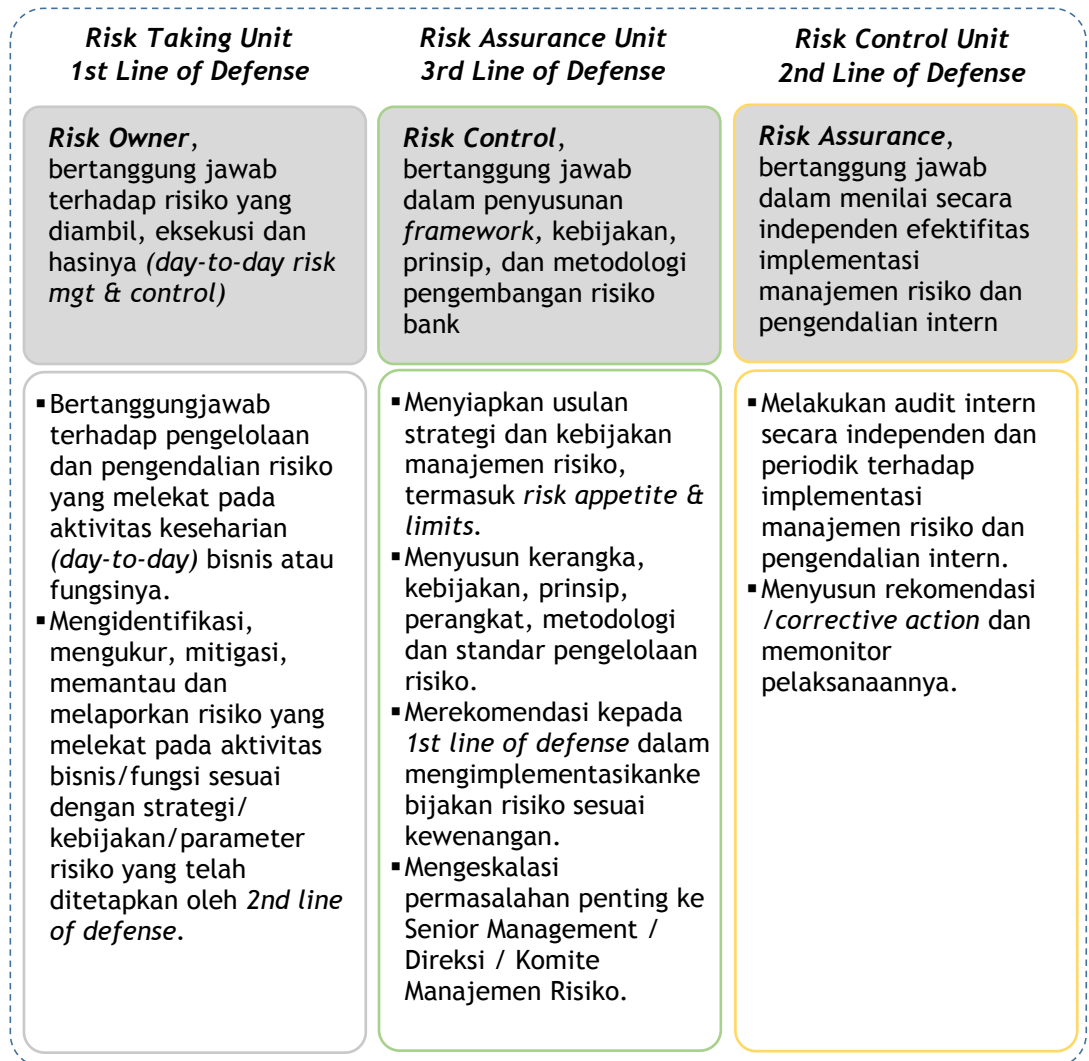 Risk Taking Unit
1st Line of Defense
Risk Owner,
bertanggung jawab
terhadap risiko yang
diambil, eksekusi dan
hasinya (day-to-day risk
mgt & control)
▪Bertanggungjawab
terhadap pengelolaan
dan pengendalian risiko
yang melekat pada
aktivitas keseharian
(day-to-day) bisnis atau
fungsinya.
▪Mengidentifikasi,
mengukur, mitigasi,
memantau dan
melaporkan risiko yang
melekat pada aktivitas
bisnis/fungsi sesuai
dengan strategi/
kebijakan/parameter
risiko yang telah
ditetapkan oleh 2nd line
of defense.
Risk Assurance Unit
3rd Line of Defense
Risk Control,
bertanggung jawab
dalam penyusunan
framework, kebijakan,
prinsip, dan metodologi
pengembangan risiko
bank
▪Menyiapkan usulan
strategi dan kebijakan
manajemen risiko,
termasuk risk appetite &
limits.
▪Menyusun kerangka,
kebijakan, prinsip,
perangkat, metodologi
dan standar pengelolaan
risiko.
▪Merekomendasi kepada
1st line of defense dalam
mengimplementasikanke
bijakan risiko sesuai
kewenangan.
▪Mengeskalasi
permasalahan penting ke
Senior Management /
Direksi / Komite
Manajemen Risiko.
Risk Control Unit
2nd Line of Defense
Risk Assurance,
bertanggung jawab
dalam menilai secara
independen efektifitas
implementasi
manajemen risiko dan
pengendalian intern
▪Melakukan audit intern
secara independen dan
periodik terhadap
implementasi
manajemen risiko dan
pengendalian intern.
▪Menyusun rekomendasi
/corrective action dan
memonitor
pelaksanaannya.